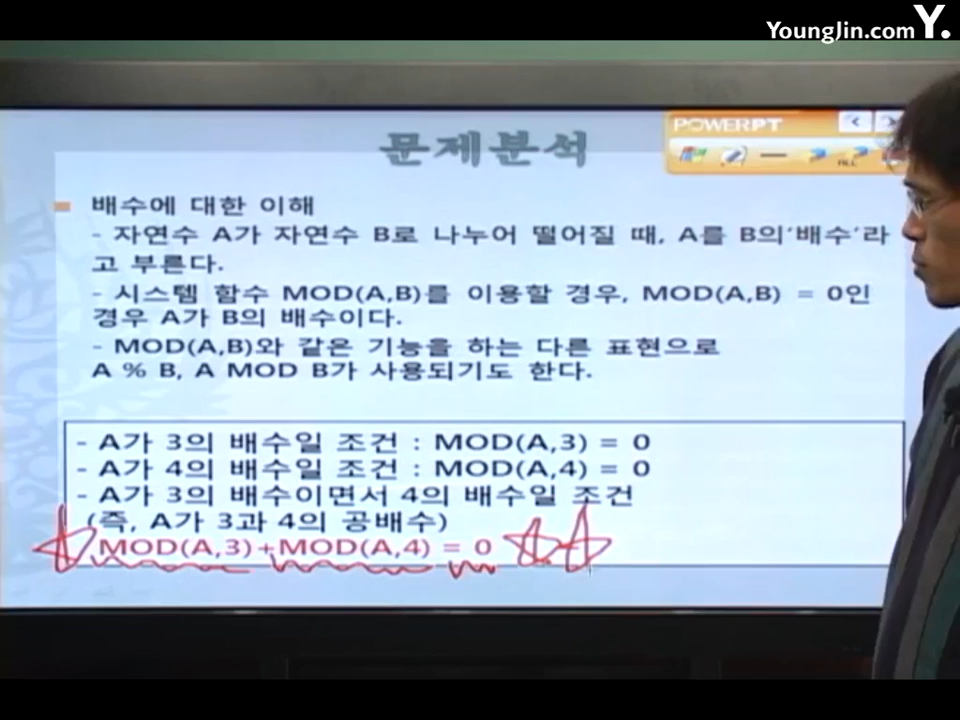 YoungJin.com Y.
POWERPT
ALL
문제분석
배수에 대한 이해
- 자연수 A가 자연수 B로 나누어 떨어질 때, A를 B의‘배수’라
고 부른다.
- 시스템 함수 MOD(A,B)를 이용할 경우, MOD(A,B) = 0인
경우 A가 B의 배수이다.
- MOD(A,B)와 같은 기능을 하는 다른 표현으로
A % B, A MOD B가 사용되기도 한다.
- A가 3의 배수일 조건 : MOD(A,3) = 0
- A가 4의 배수일 조건 : MOD(A,4) = 0
- A가 3의 배수이면서 4의 배수일 조건
(즉, A가 3과 4의 공배수)
MOD(A,3)+MOD(A,4) = 0